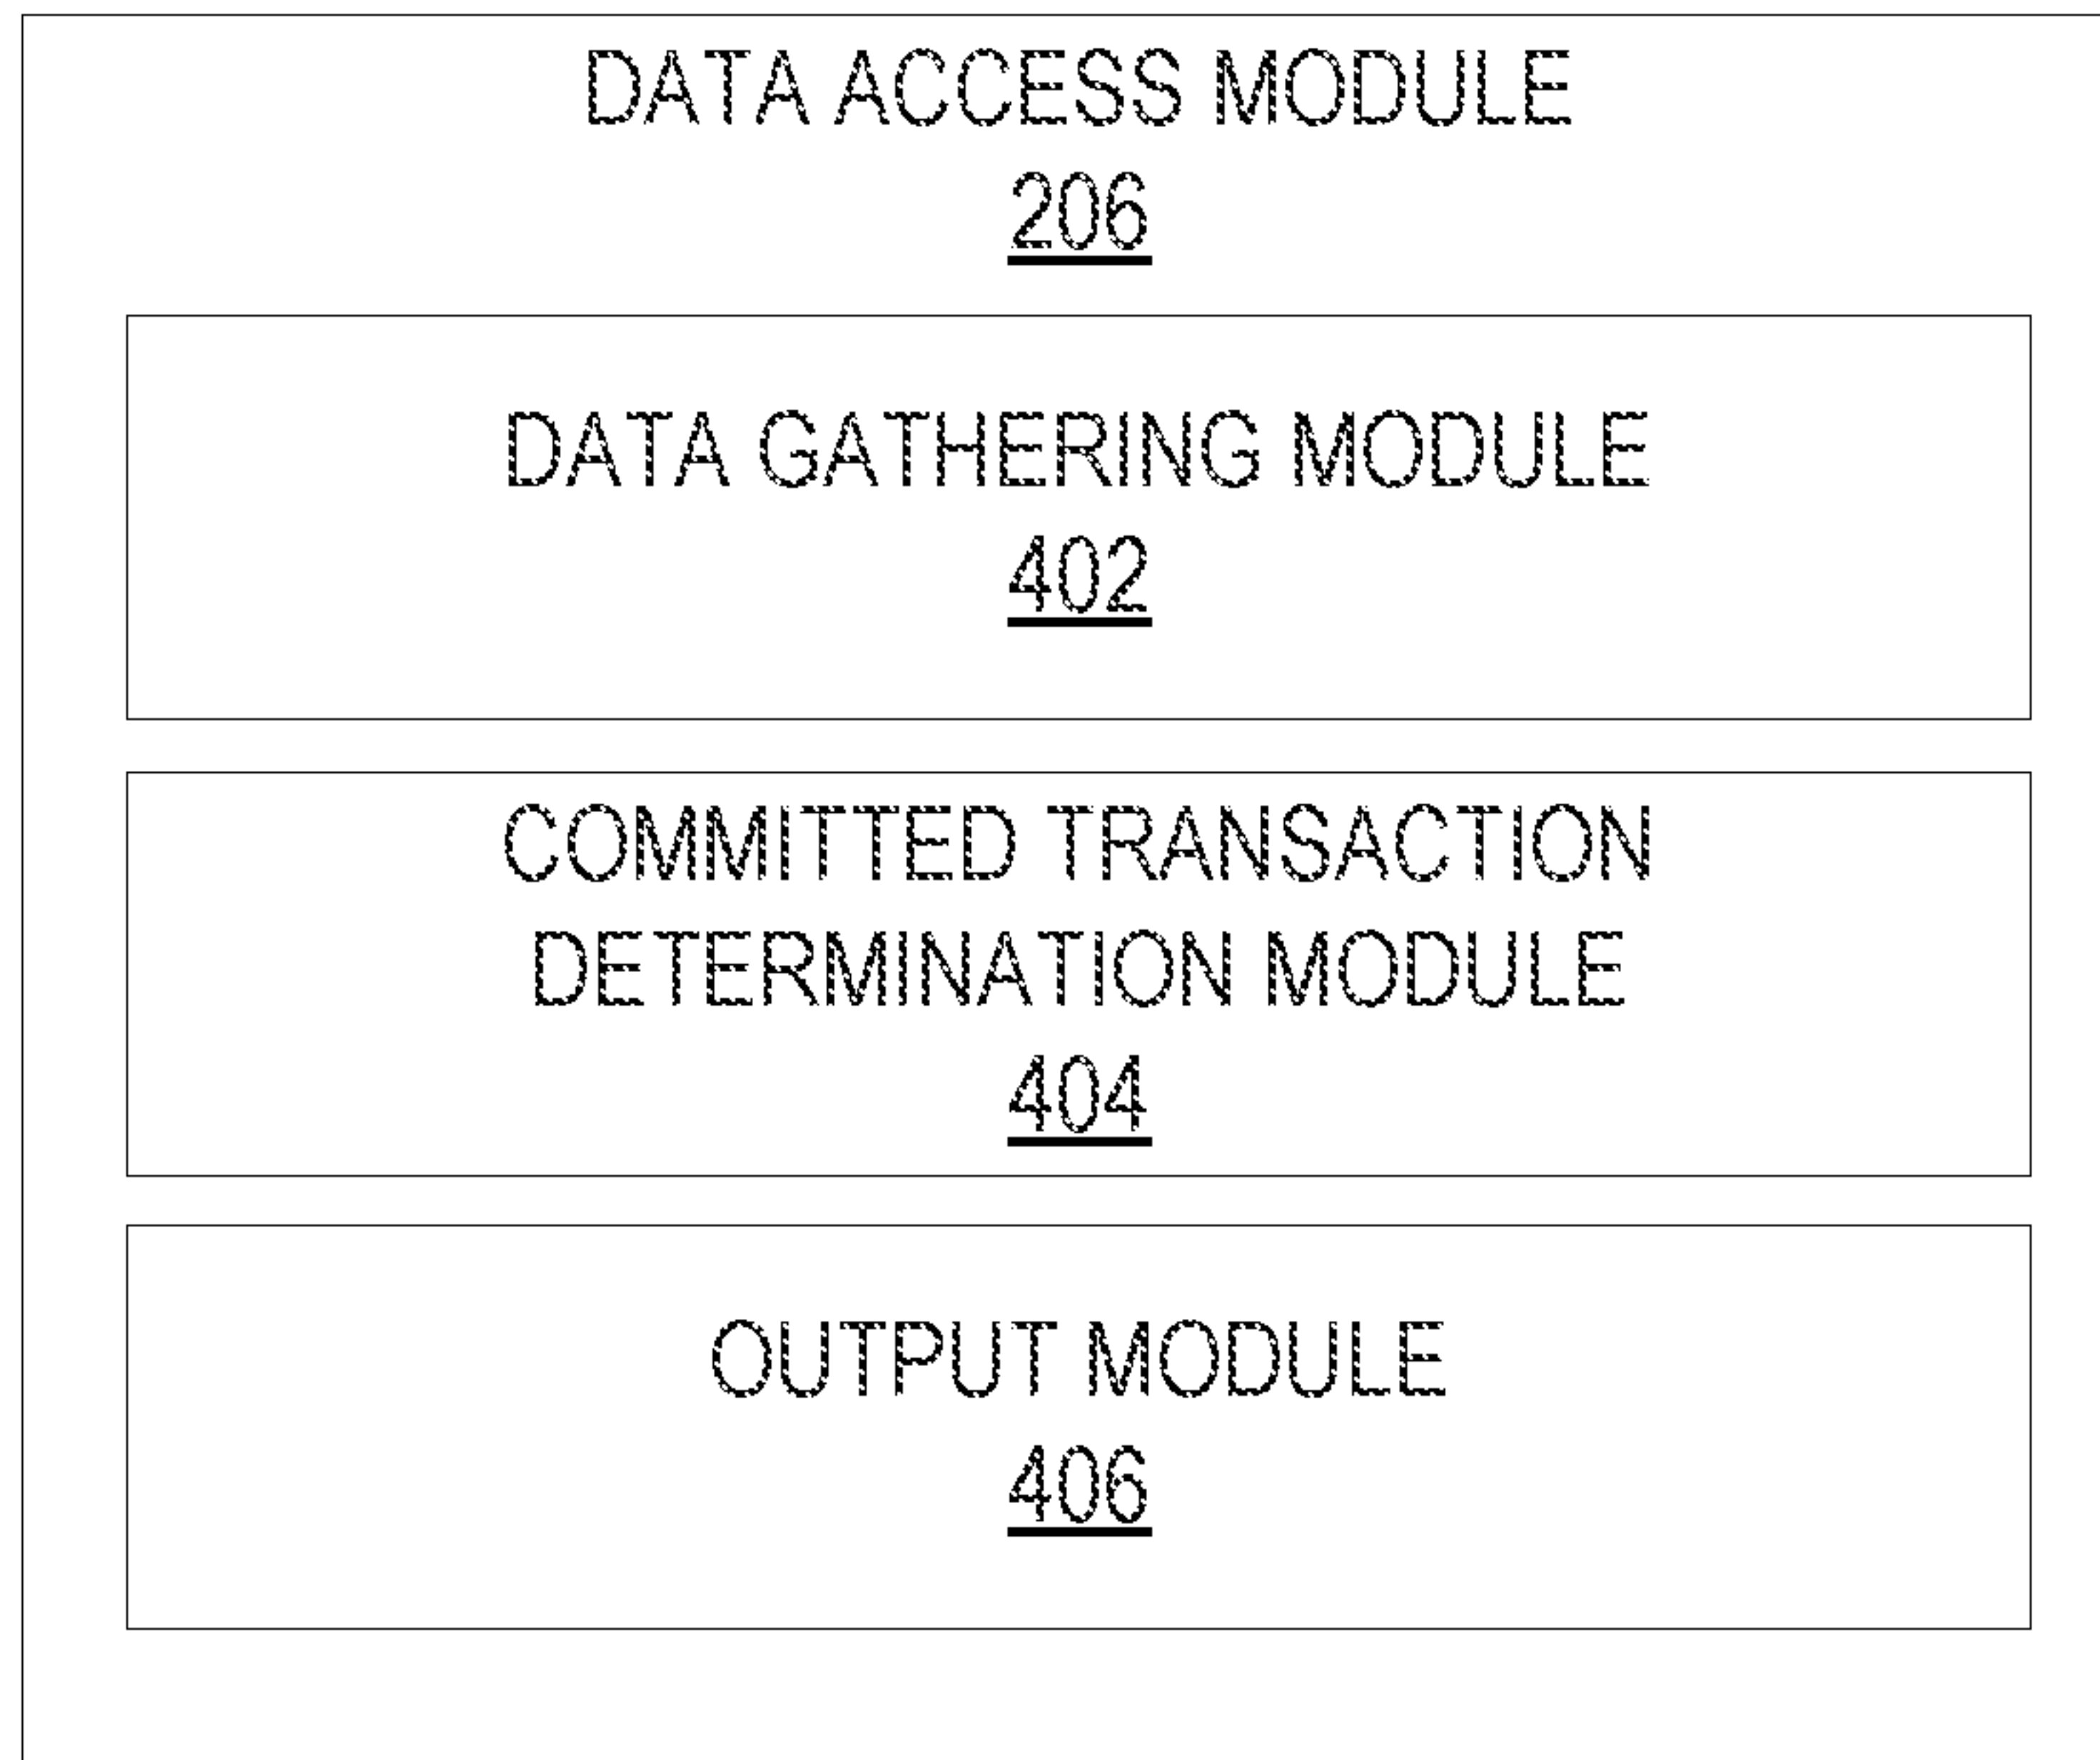 DATA ACCESS MODULE
206
DATA GATHERING MODULE
402
COMMITTED TRANSACTION
DETERMINATION MODULE
404
OUTPUT MODULE
406